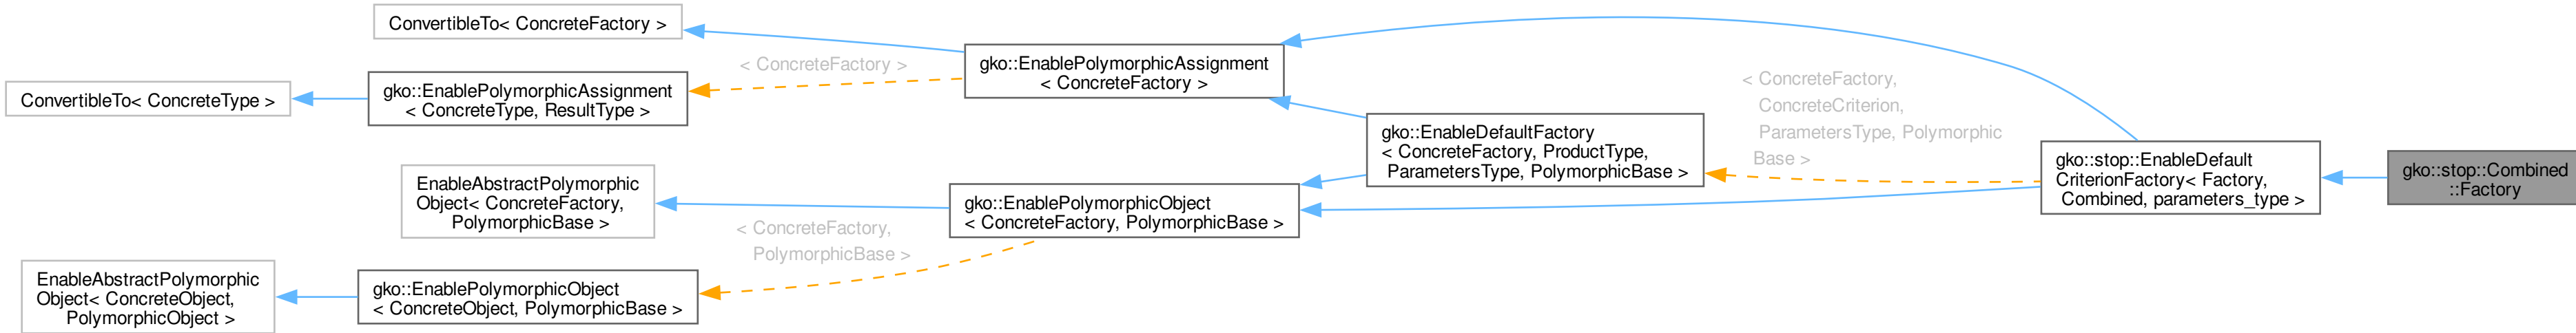 ConvertibleTo< ConcreteFactory >
ConvertibleTo< ConcreteType >
gko::EnablePolymorphicAssignment
< ConcreteType, ResultType >
< ConcreteFactory >
gko::EnablePolymorphicAssignment
< ConcreteFactory >
EnableAbstractPolymorphic
Object< ConcreteFactory,
PolymorphicBase >
EnableAbstractPolymorphic
Object< ConcreteObject,
PolymorphicObject >
gko::EnablePolymorphicObject
< ConcreteObject, PolymorphicBase >
< ConcreteFactory,
PolymorphicBase >
gko::EnablePolymorphicObject
< ConcreteFactory, PolymorphicBase >
gko::EnableDefaultFactory
< ConcreteFactory, ProductType,
ParametersType, PolymorphicBase >
< ConcreteFactory,
ConcreteCriterion,
ParametersType, Polymorphic
Base >
gko::stop::EnableDefault
CriterionFactory< Factory,
Combined, parameters_type >
gko::stop::Combined
::Factory